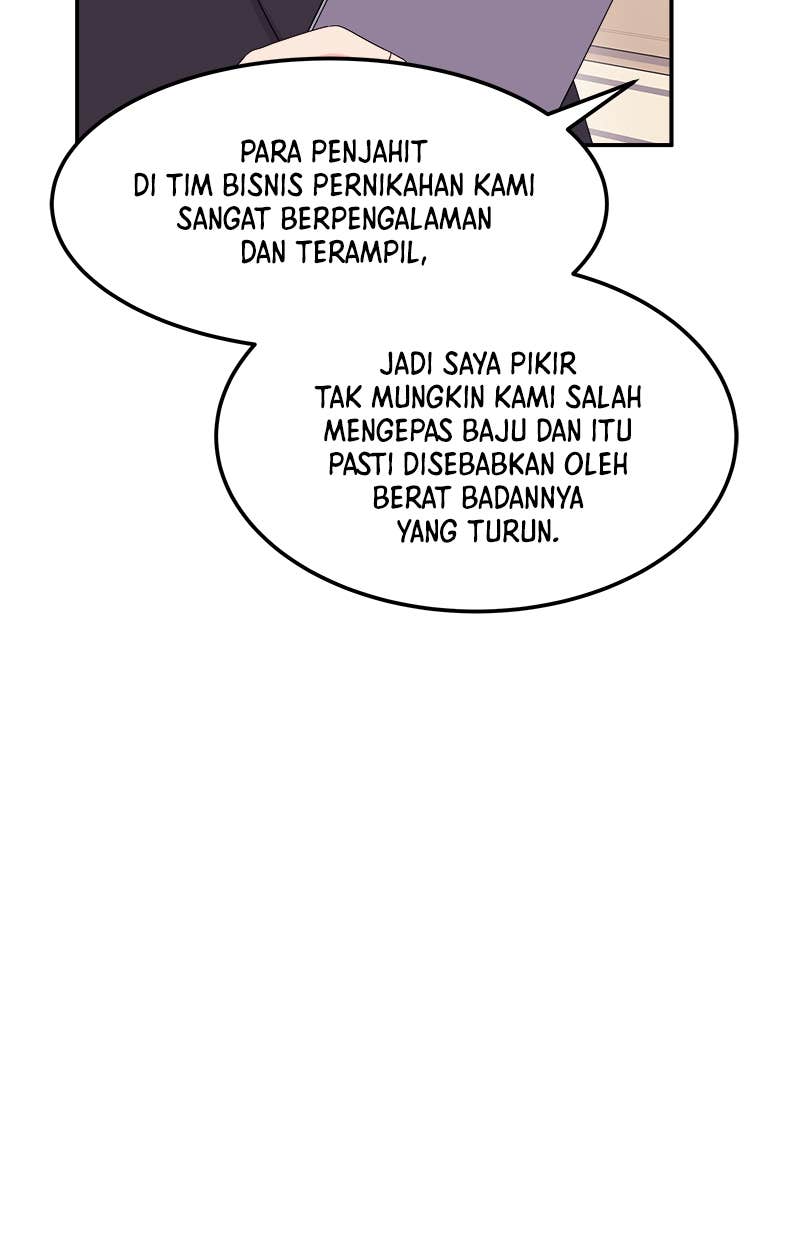 PARA PENJAHIT
DI TIM BISNIS PERNIKAHAN KAMI
SANGAT BERPENGALAMAN
DAN TERAMPIL,
JADI SAYA PIKIR
TAK MUNGKIN KAMI SALAH
MENGEPAS BAJU DAN ITU
PASTI DISEBABKAN OLEH
BERAT BADANNYA
YANG TURUN.